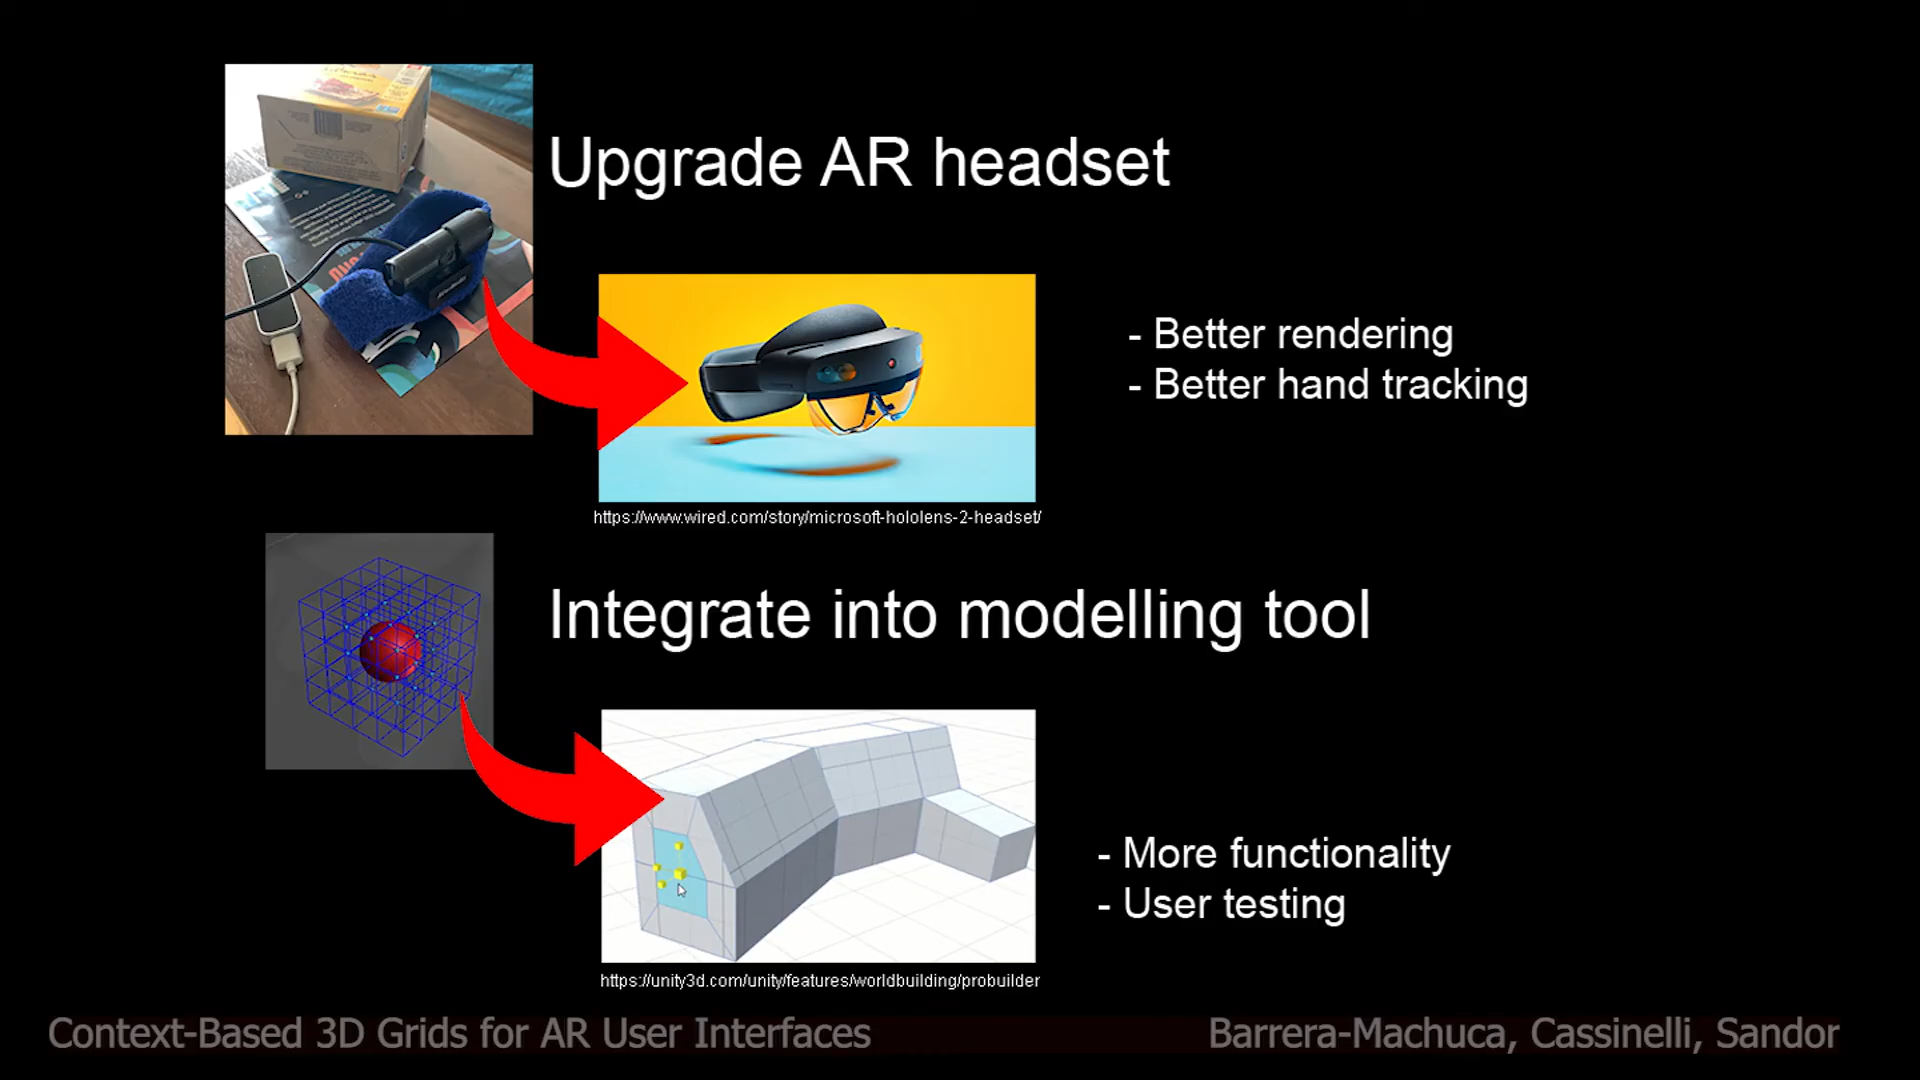 Upgrade AR headset
- Better rendering
- Better hand tracking
https://www.wired.com/story/microsoft-hololens-2-headset/
Integrate into modelling tool
- More functionality
- User testing
https://unity3d.com/unity/features/worldbuilding/probuilder
Context-Based 3D Grids for AR User Interfaces
Barrera-Machuca, Cassinelli, Sandor